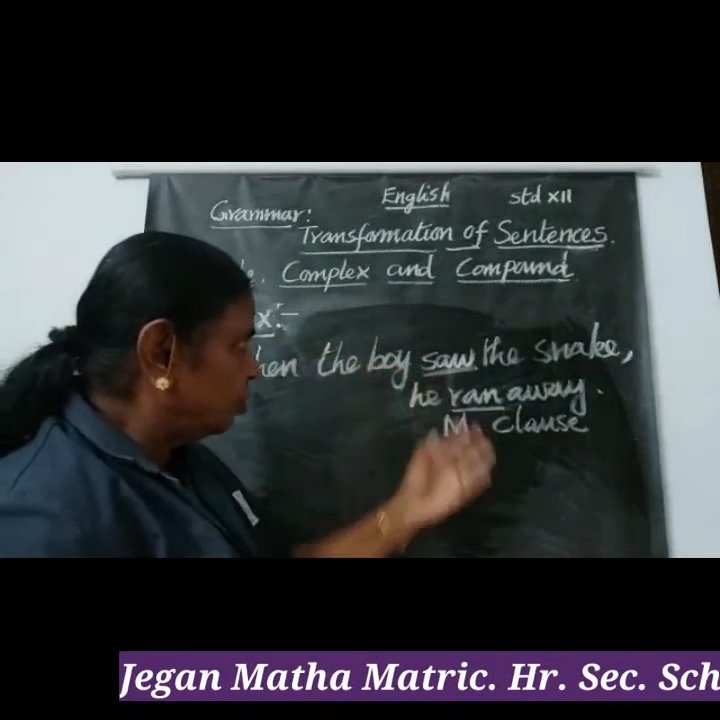 English std XII
Grammar:
Transformation of Sentences.
Complex and Compound
x:-
the boy saw the snake,
he ran away.
M. Clause
Jegan Matha Matric. Hr. Sec. Sch